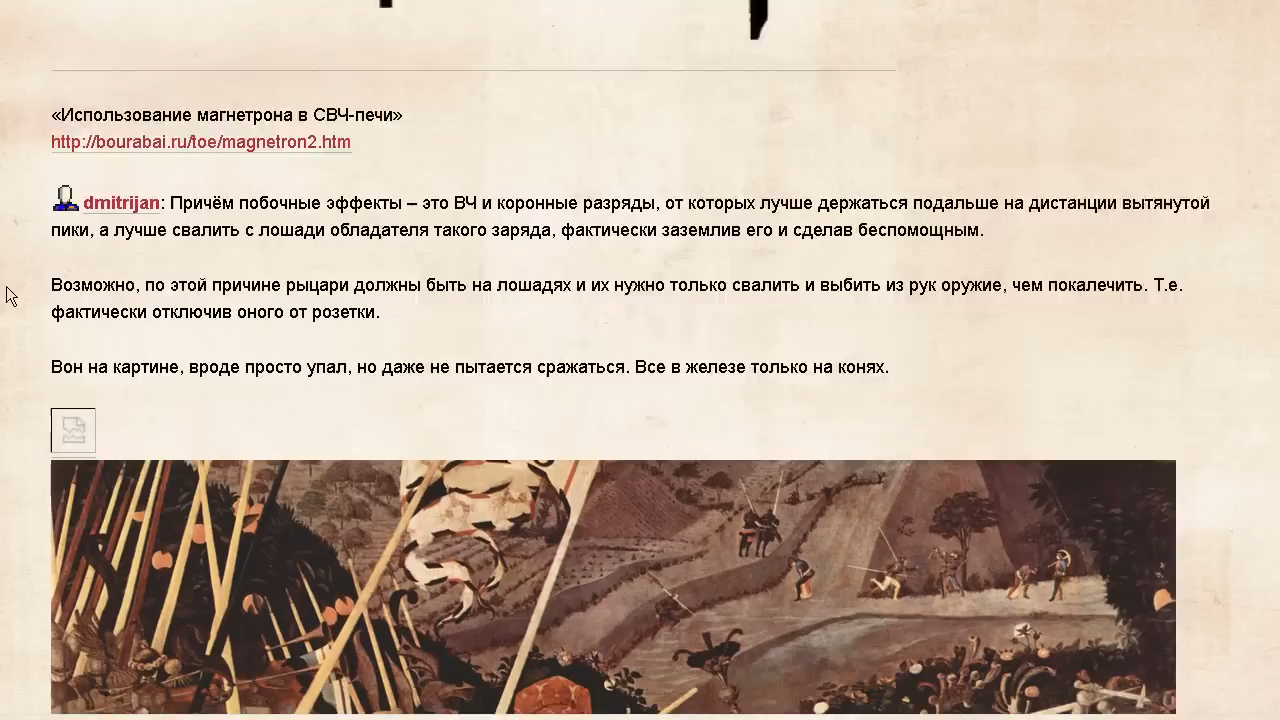 «Использование магнетрона в СВЧ-печи»
http://bourabai.ru/toe/magnetron2.htm
dmitrijan: Причём побочные эффекты – это ВЧ и коронные разряды, от которых лучше держаться подальше на дистанции вытянутой
пики, а лучше свалить с лошади обладателя такого заряда, фактически заземлив его и сделав беспомощным.
Возможно, по этой причине рыцари должны быть на лошадях и их нужно только свалить и выбить из рук оружие, чем покалечить. Т.е.
фактически отключив оного от розетки.
Вон на картине, вроде просто упал, но даже не пытается сражаться. Все в железе только на конях.